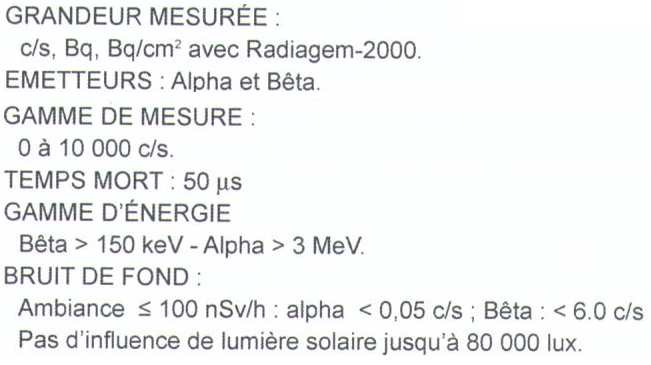 GRANDEUR MESURÉE :
c/s, Bq, Bq/cm² avec Radiagem-2000.
EMETTEURS : Alpha et Bêta.
GAMME DE MESURE :
0 à 10 000 c/s.
TEMPS MORT : 50 µs
GAMME D'ÉNERGIE
Bêta > 150 keV - Alpha > 3 MeV.
BRUIT DE FOND :
Ambiance ≤ 100 nSv/h : alpha < 0,05 c/s ; Bêta : < 6.0 c/s
Pas d'influence de lumière solaire jusqu'à 80 000 lux.